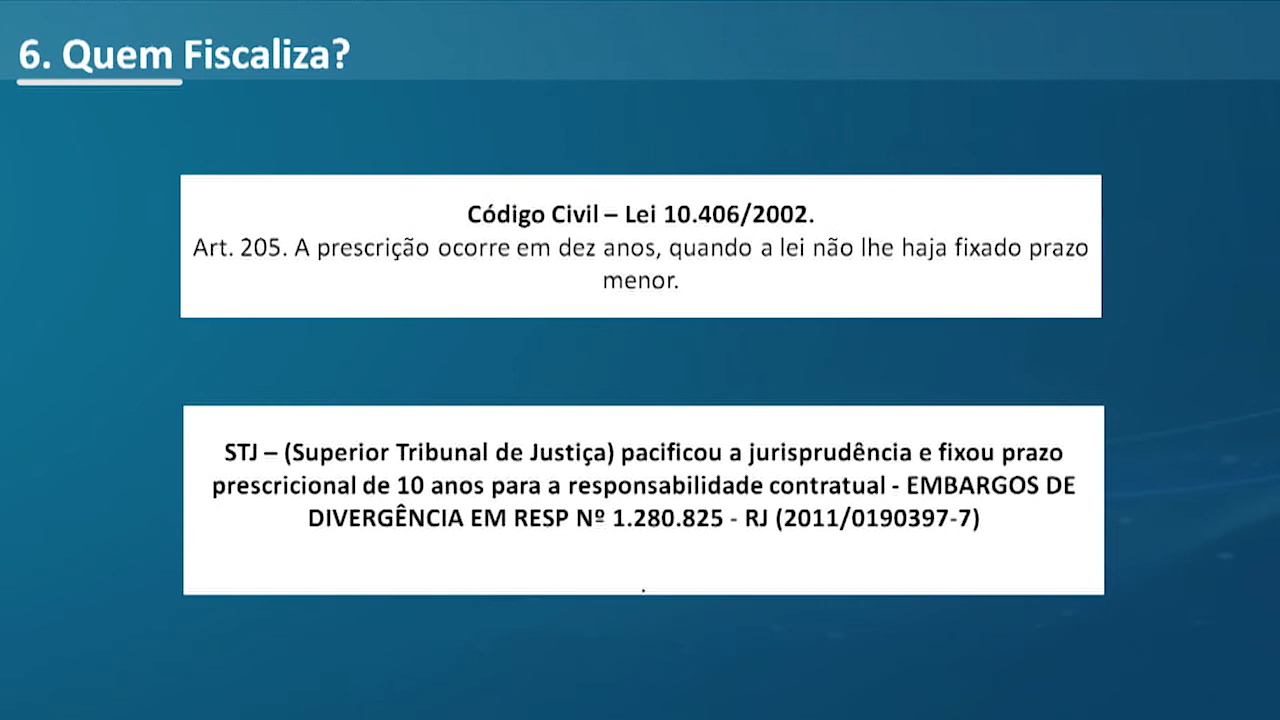 6. Quem Fiscaliza?
Código Civil – Lei 10.406/2002.
Art. 205. A prescrição ocorre em dez anos, quando a lei não lhe haja fixado prazo
menor.
STJ – (Superior Tribunal de Justiça) pacificou a jurisprudência e fixou prazo
prescricional de 10 anos para a responsabilidade contratual - EMBARGOS DE
DIVERGÊNCIA EM RESP Nº 1.280.825 - RJ (2011/0190397-7)
.